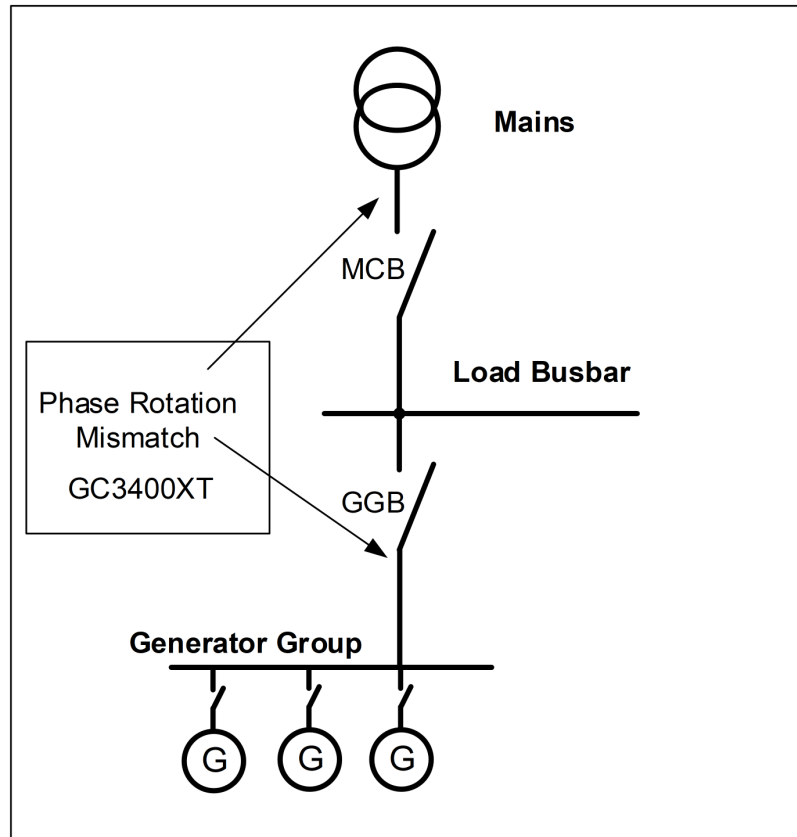 Mains
MCB
Load Busbar
Phase Rotation
Mismatch
GC3400XT
GGB
Generator Group
G
G
G